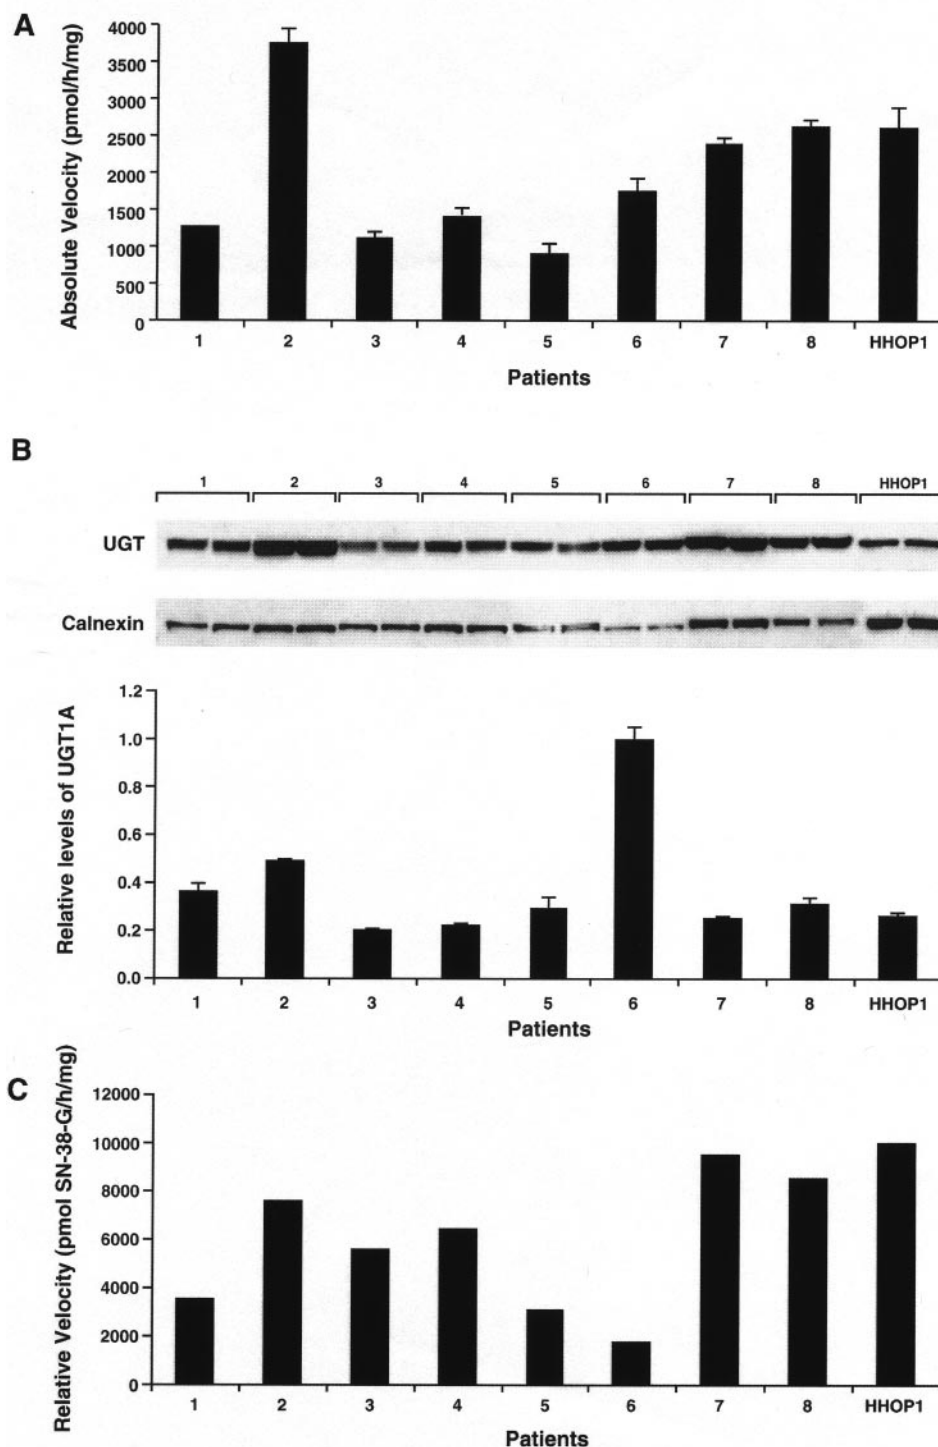 A
Absolute Velocity (pmol/h/mg)
4000
3500
3000
2500
2000
1500
1000
500
0
1 2 3 4 5 6 7 8 HHOP1
Patients
B
1 2 3 4 5 6 7 8 HHOP1
UGT
Calnexin
Relative levels of UGT1A
1.2
1.0
0.8
0.6
0.4
0.2
0.0
1 2 3 4 5 6 7 8 HHOP1
Patients
C
Relative Velocity (pmol SN-38-G/h/mg)
12000
10000
8000
6000
4000
2000
0
1 2 3 4 5 6 7 8 HHOP1
Patients